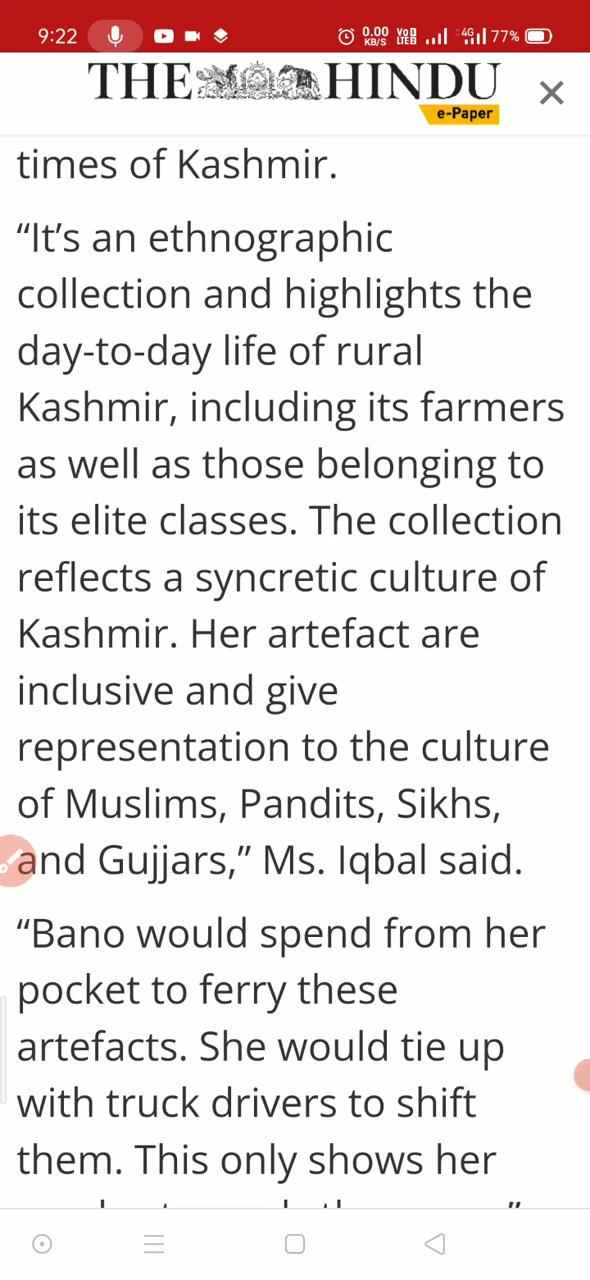 9:22
0.00
KB/S
4G
77%
THE HINDU
e-Paper
times of Kashmir.
“It’s an ethnographic
collection and highlights the
day-to-day life of rural
Kashmir, including its farmers
as well as those belonging to
its elite classes. The collection
reflects a syncretic culture of
Kashmir. Her artefact are
inclusive and give
representation to the culture
of Muslims, Pandits, Sikhs,
and Gujjars,” Ms. Iqbal said.
“Bano would spend from her
pocket to ferry these
artefacts. She would tie up
with truck drivers to shift
them. This only shows her